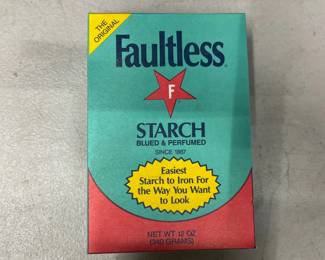 THE
ORIGINAL
Faultless®
F
STARCH
BLUED & PERFUMED
SINCE 1887
Easiest
Starch to Iron For
the Way You Want
to Look
NET WT 12 OZ
(340 GRAMS)